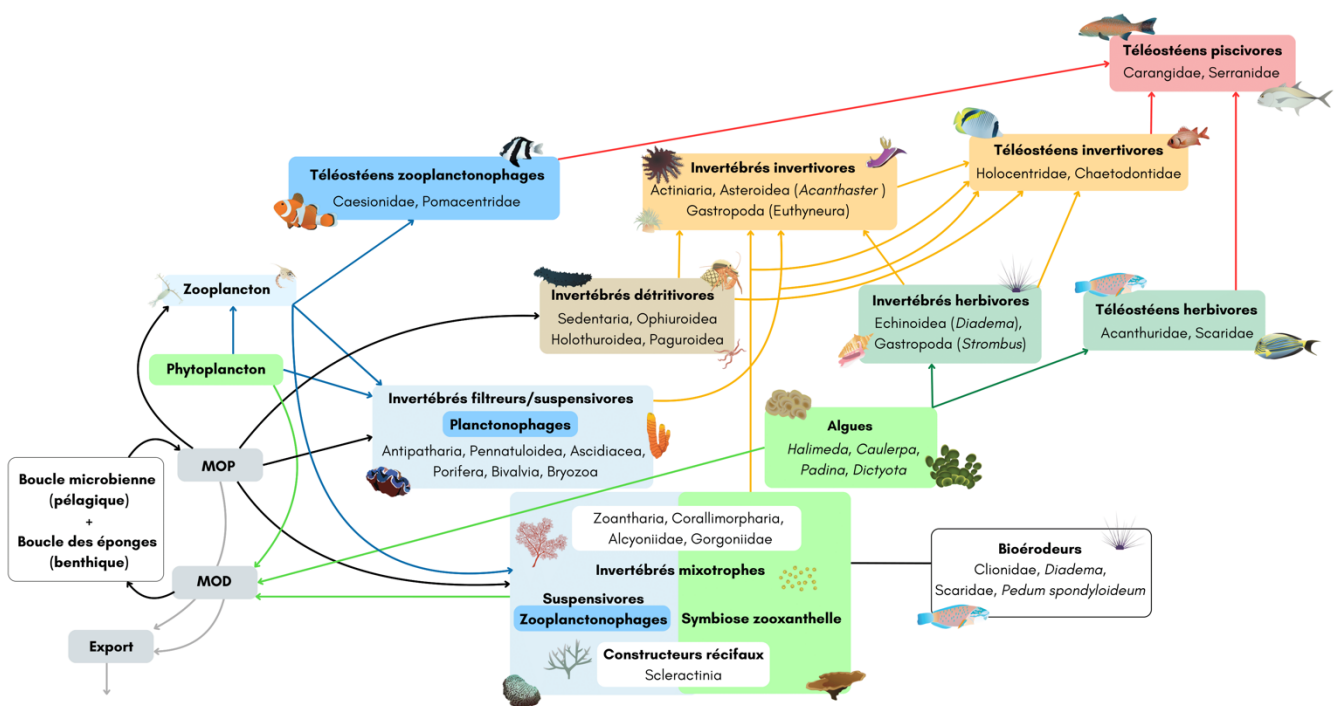 Téléostéens piscivores
Carangidae, Serranidae
Téléostéens zooplanctonophages
Caesionidae, Pomacentridae
Invertébrés invertivores
Actiniaria, Asteroidea (Acanthaster )
Gastropoda (Euthyneura)
Téléostéens invertivores
Holocentridae, Chaetodontidae
Zooplancton
Phytoplancton
Invertébrés détritivores
Sedentaria, Ophiuroidea
Holothuroidea, Paguroidea
Invertébrés herbivores
Echinoidea (Diadema),
Gastropoda (Strombus)
Téléostéens herbivores
Acanthuridae, Scaridae
Invertébrés filtreurs/suspensivores
Planctonophages
Antipatharia, Pennatuloidea, Ascidiacea,
Porifera, Bivalvia, Bryozoa
Algues
Halimeda, Caulerpa,
Padina, Dictyota
MOP
Boucle microbienne
(pélagique)
+
Boucle des éponges
(benthique)
MOD
Export
Zoantharia, Corallimorpharia,
Alcyoniidae, Gorgoniidae
Invertébrés mixotrophes
Suspensivores
Zooplanctonophages
Symbiose zooxanthelle
Constructeurs récifaux
Scleractinia
Bioérodeurs
Clionidae, Diadema,
Scaridae, Pedum spondyloideum